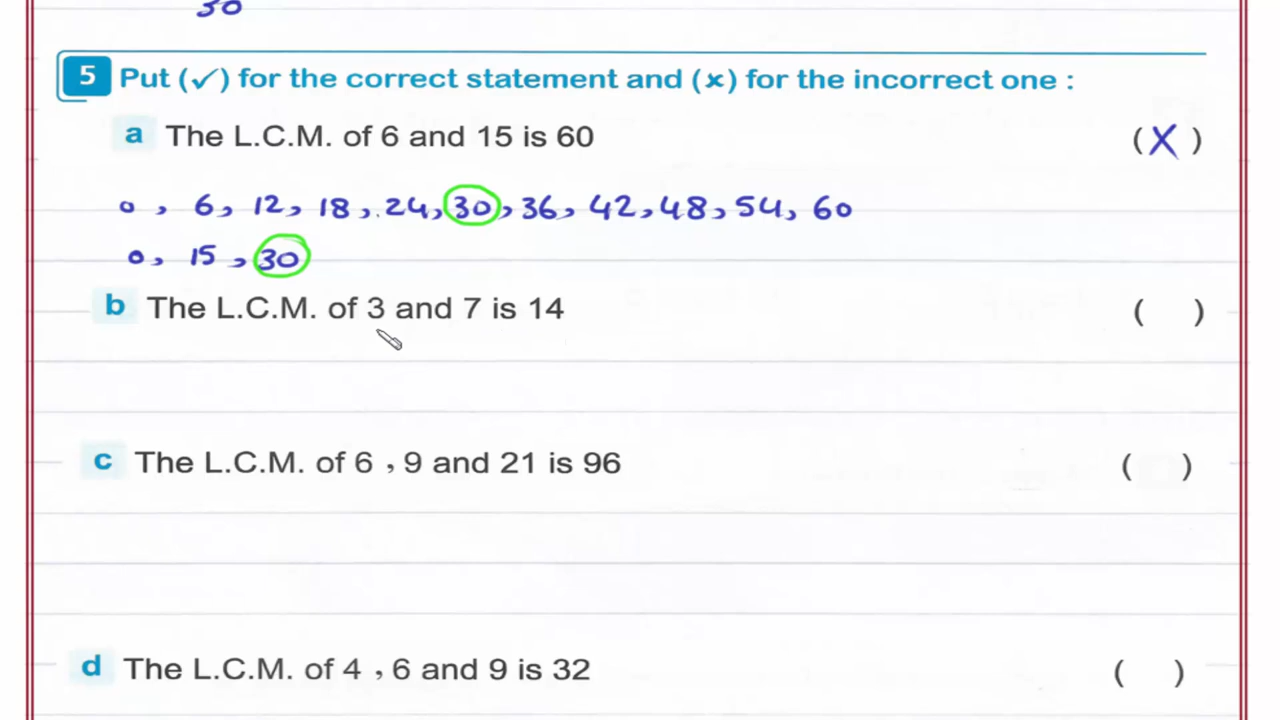 30
5 Put (✓) for the correct statement and (×) for the incorrect one :
a The L.C.M. of 6 and 15 is 60 (X)
0, 6, 12, 18, 24, 30, 36, 42, 48, 54, 60
0, 15, 30
b The L.C.M. of 3 and 7 is 14 ( )
c The L.C.M. of 6 , 9 and 21 is 96 ( )
d The L.C.M. of 4 , 6 and 9 is 32 ( )